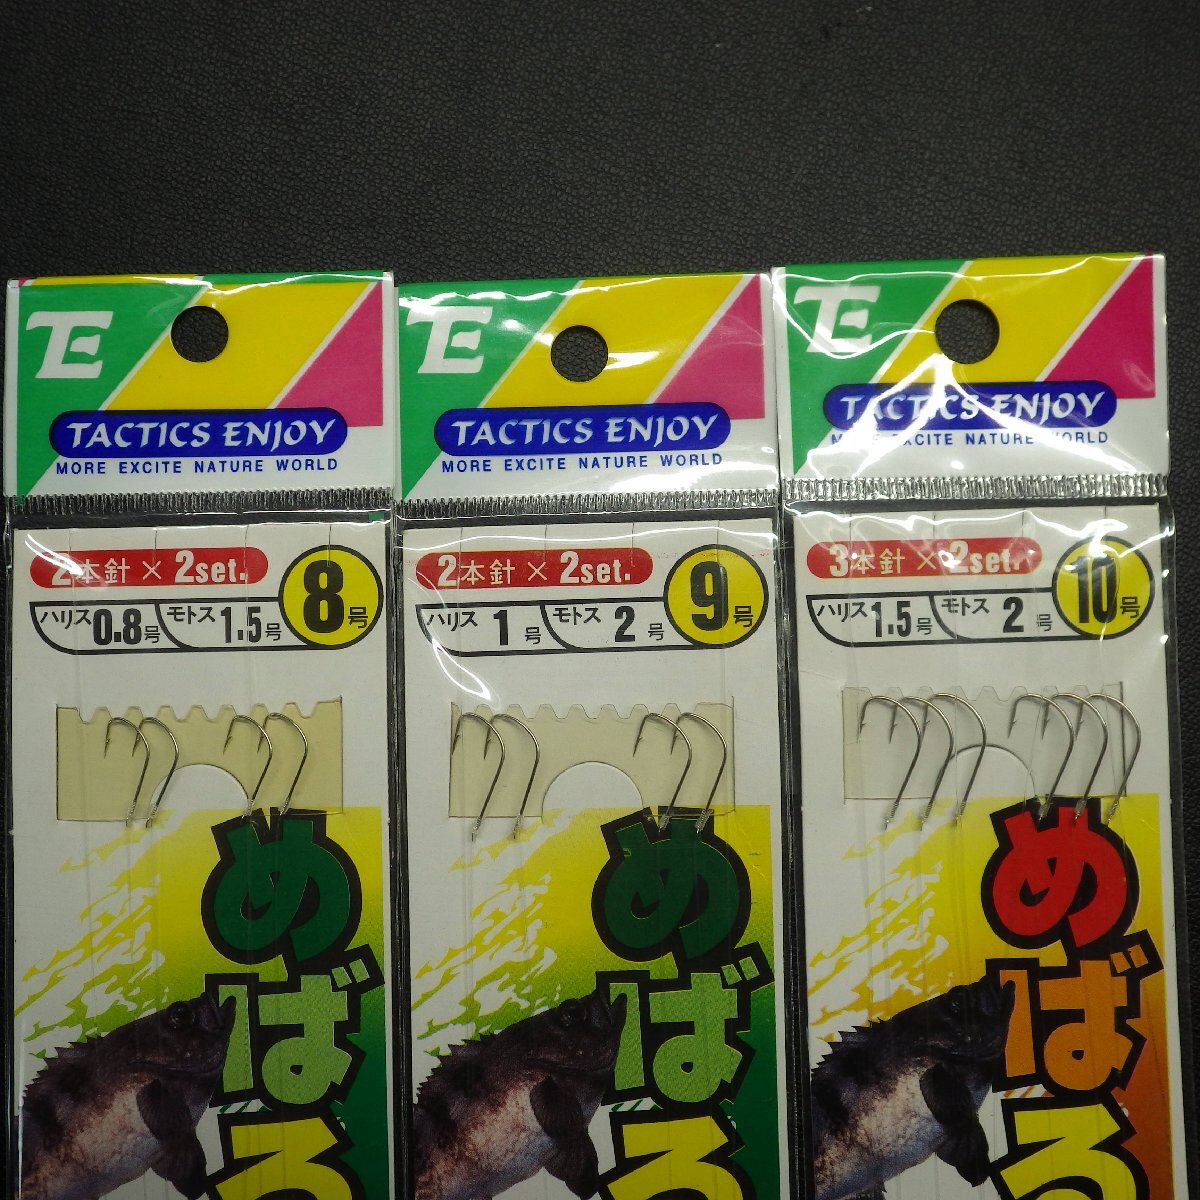 TE
TACTICS ENJOY
MORE EXCITE NATURE WORLD
2本針×2set.
8号
ハリス0.8号 モトス1.5号
めば
TE
TACTICS ENJOY
MORE EXCITE NATURE WORLD
2本針×2set.
9号
ハリス1号 モトス2号
めば
TE
TACTICS ENJOY
MORE EXCITE NATURE WORLD
3本針×2set.
10号
ハリス1.5号 モトス2号
めば